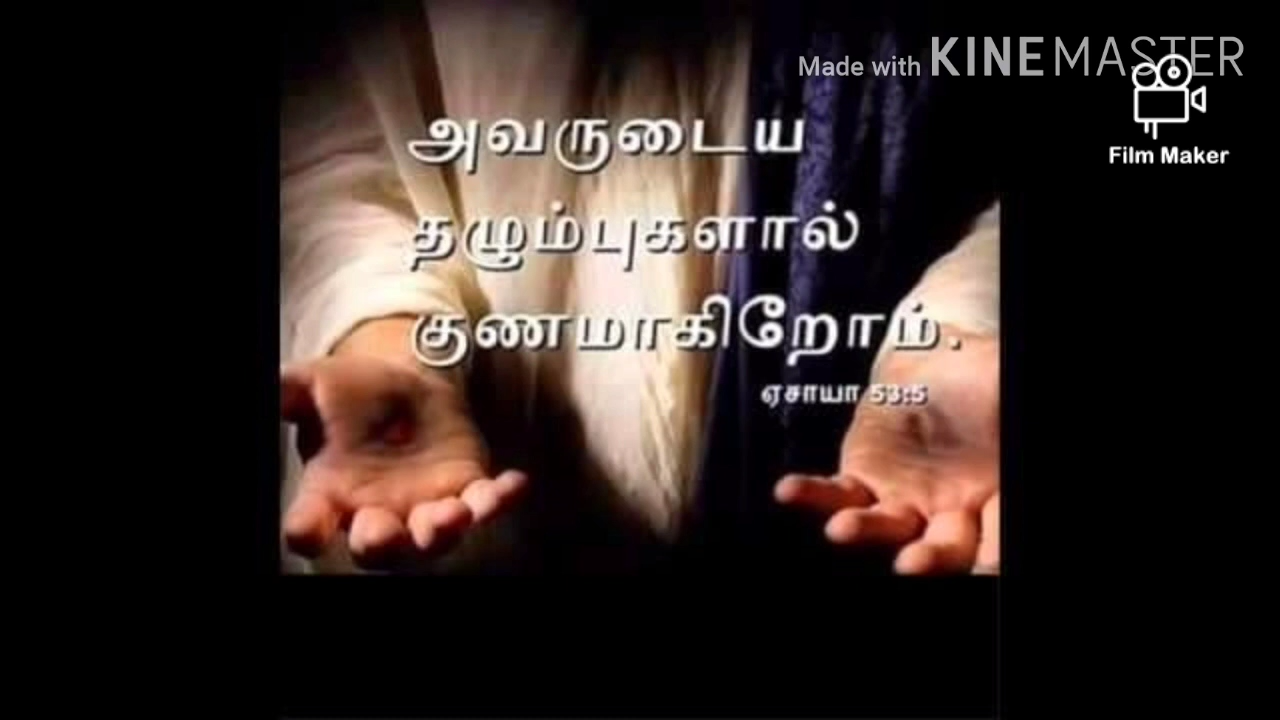 Made with KINEMASTER
Film Maker
அவருடைய
தழும்புகளால்
குணமாகிறோம்.
ஏசாயா 53:5